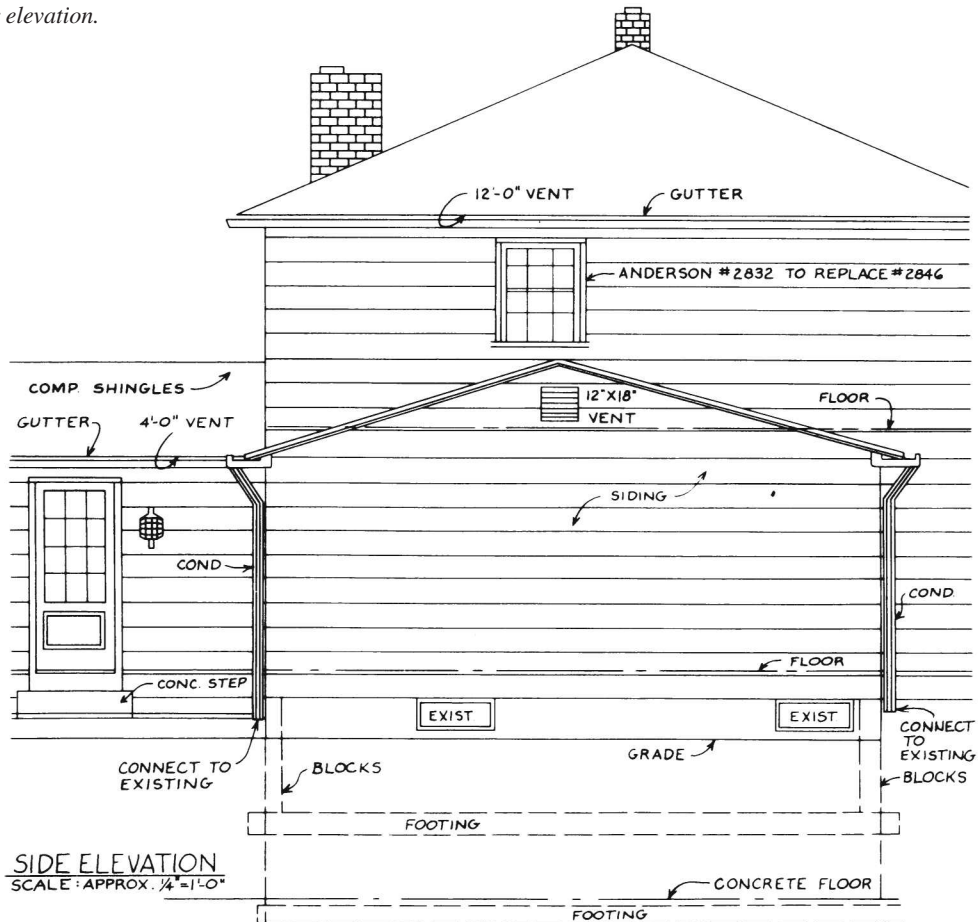 elevation.
12'-0" VENT
GUTTER
ANDERSON #2832 TO REPLACE #2846
COMP. SHINGLES
12"X18"
VENT
FLOOR
GUTTER
4'-0" VENT
SIDING
COND
COND.
FLOOR
CONC. STEP
EXIST
EXIST
CONNECT TO
EXISTING
CONNECT
TO
EXISTING
GRADE
BLOCKS
BLOCKS
FOOTING
SIDE ELEVATION
SCALE: APPROX. 1/4"=1'-0"
CONCRETE FLOOR
FOOTING